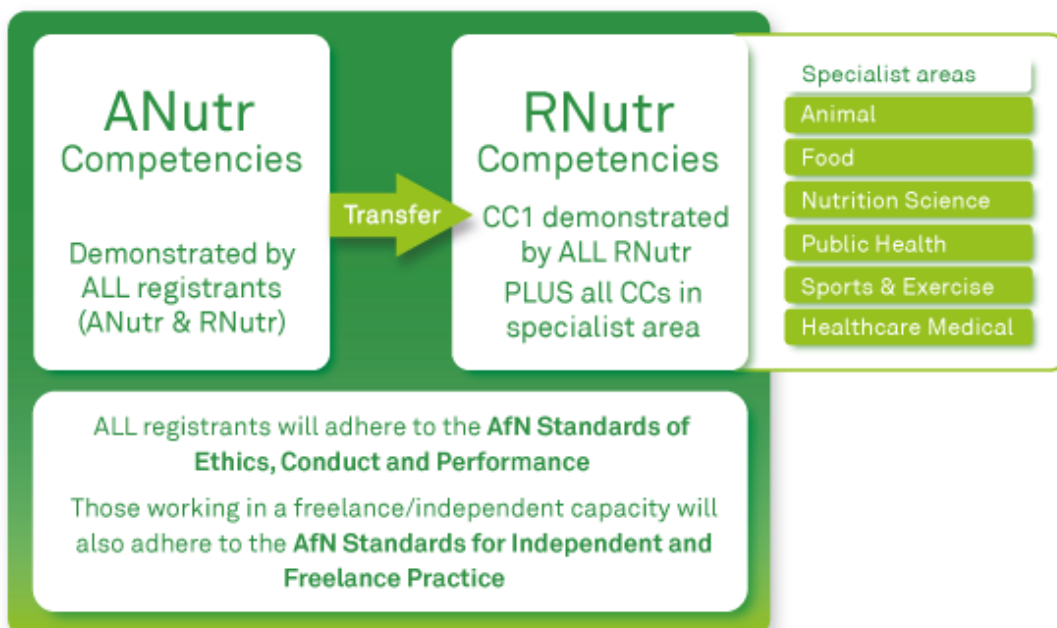 ANutr
Competencies
Demonstrated by
ALL registrants
(ANutr & RNutr)
Transfer
RNutr
Competencies
CC1 demonstrated
by ALL RNutr
PLUS all CCs in
specialist area
Specialist areas
Animal
Food
Nutrition Science
Public Health
Sports & Exercise
Healthcare Medical
ALL registrants will adhere to the AfN Standards of
Ethics, Conduct and Performance
Those working in a freelance/independent capacity will
also adhere to the AfN Standards for Independent and
Freelance Practice